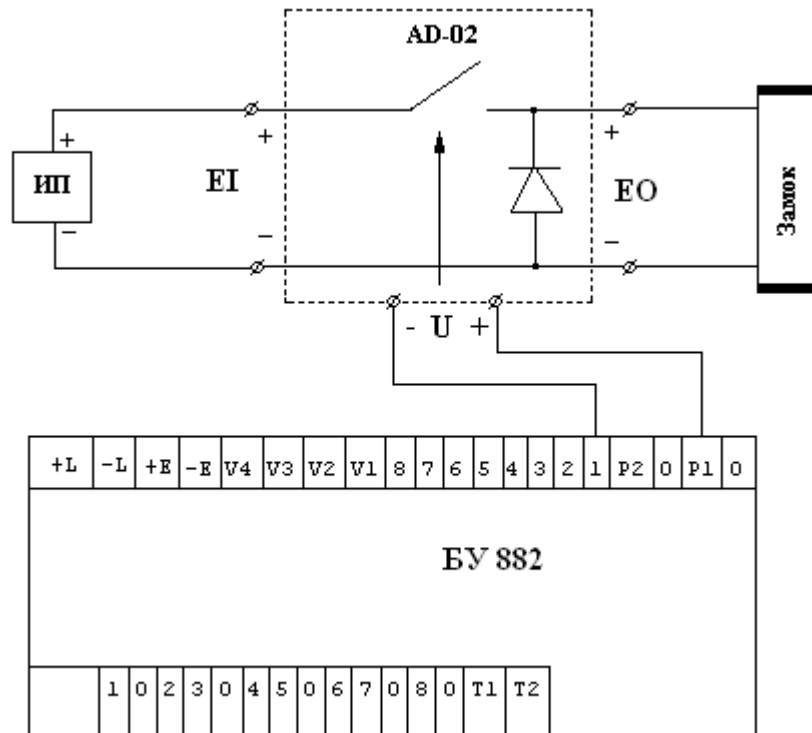 AD-02
+ + + +
ИП EI EO Замок
− − − −
- U +
+L -L +E -E V4 V3 V2 V1 8 7 6 5 4 3 2 1 P2 0 P1 0
БУ 882
1 0 2 3 0 4 5 0 6 7 0 8 0 T1 T2